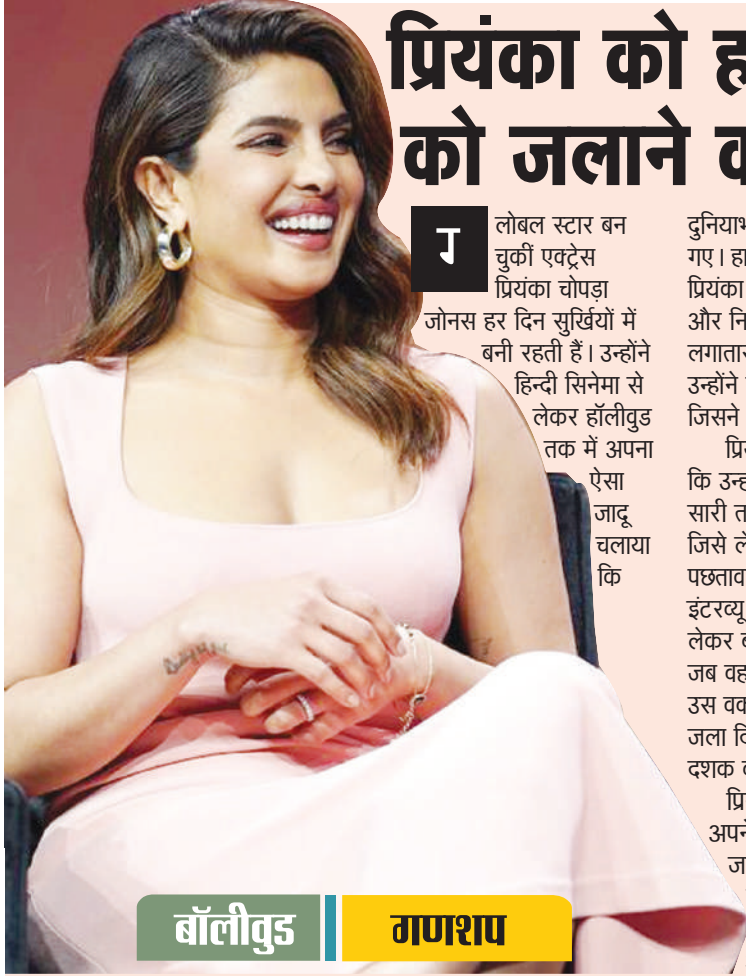 प्रियंका को ह
को जलाने
ग
लोबल स्टार बन
चुकीं एक्ट्रेस
प्रियंका चोपड़ा
जोनस हर दिन सुर्खियों में
बनी रहती हैं। उन्होंने
हिन्दी सिनेमा से
लेकर हॉलीवुड
तक में अपना
ऐसा
जादू
चलाया
कि
दुनियाभ
गए। हा
प्रियंका
और नि
लगातार
उन्होंने
जिसने
प्रि
कि उन्ह
सारी त
जिसे ले
पछताव
इंटरव्यू
लेकर
जब वह
उस वक
जला दि
दशक
प्रि
अपने
ज
बॉलीवुड
गणशप